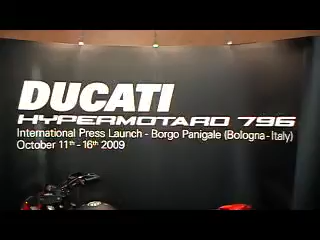 DUCATI
HYPERMOTARD 796
International Press Launch - Borgo Panigale (Bologna - Italy)
October 11th - 16th 2009